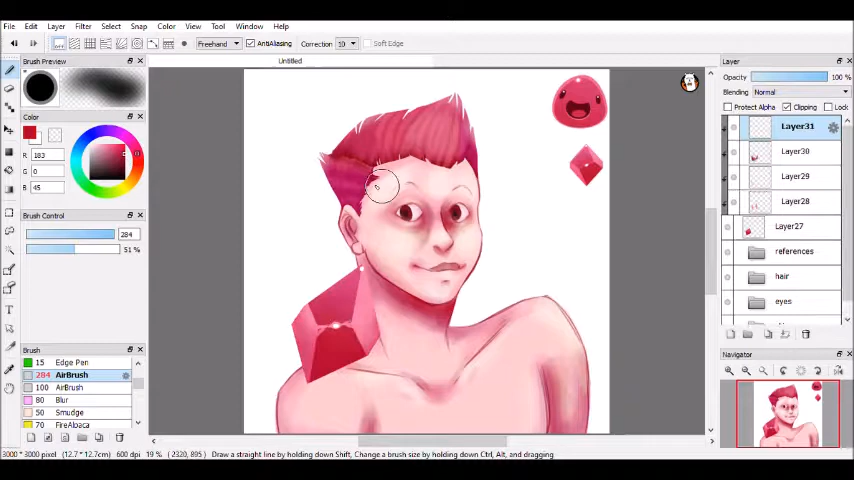 File Edit Layer Filter Select Snap Color View Tool Window Help
OFF Freehand AntiAliasing Correction 10 Soft Edge
Brush Preview
Untitled
Layer
Opacity 100 %
Blending Normal
Protect Alpha Clipping Lock
Color
R: 183
G: 0
B: 45
Layer31
Layer30
Layer29
Layer28
Layer27
references
hair
eyes
Brush Control
284
51 %
Brush
15 Edge Pen
284 AirBrush
100 AirBrush
80 Blur
50 Smudge
70 FireAlpaca
Navigator
3000 * 3000 pixel (12.7 * 12.7cm) 600 dpi 19 % ( 2320, 895) Draw a straight line by holding down Shift, Change a brush size by holding down Ctrl, Alt, and dragging